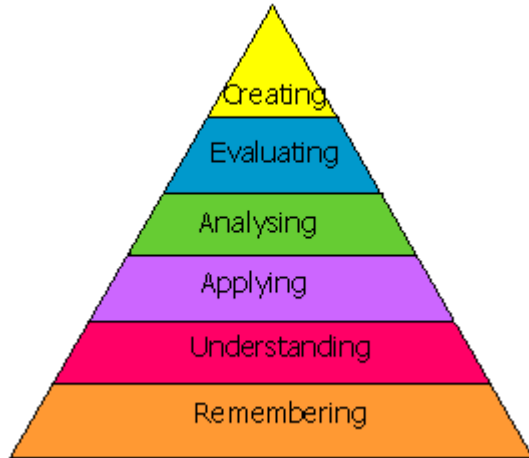 Creating
Evaluating
Analysing
Applying
Understanding
Remembering